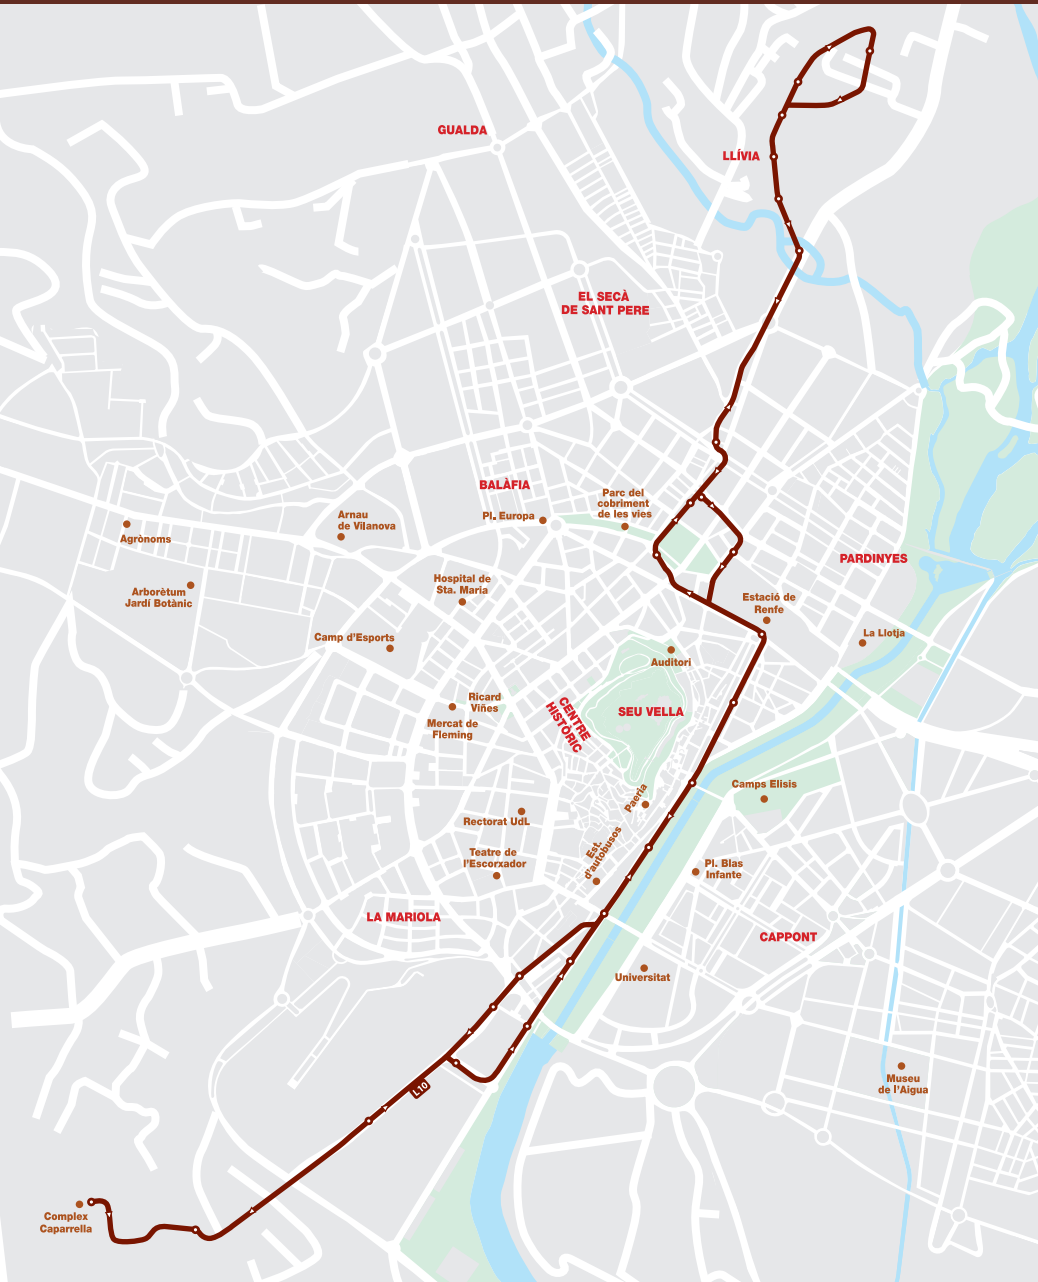 GUALDA
LLÍVIA
EL SECÀ
DE SANT PERE
BALÀFIA
Parc del
cobriment
de les vies
Pl. Europa
Arnau
de Vilanova
Agrònoms
PARDINYES
Hospital de
Sta. Maria
Arborètum
Jardí Botànic
Estació de
Renfe
Camp d'Esports
La Llotja
Auditori
Ricard
Viñes
CENTRE
HISTÒRIC
SEU VELLA
Mercat de
Fleming
Camps Elisis
Paeria
Rectorat UdL
Est.
d'autobusos
Teatre de
l'Escorxador
Pl. Blas
Infante
LA MARIOLA
CAPPONT
Universitat
L10
Museu
de l'Aigua
Complex
Caparrella